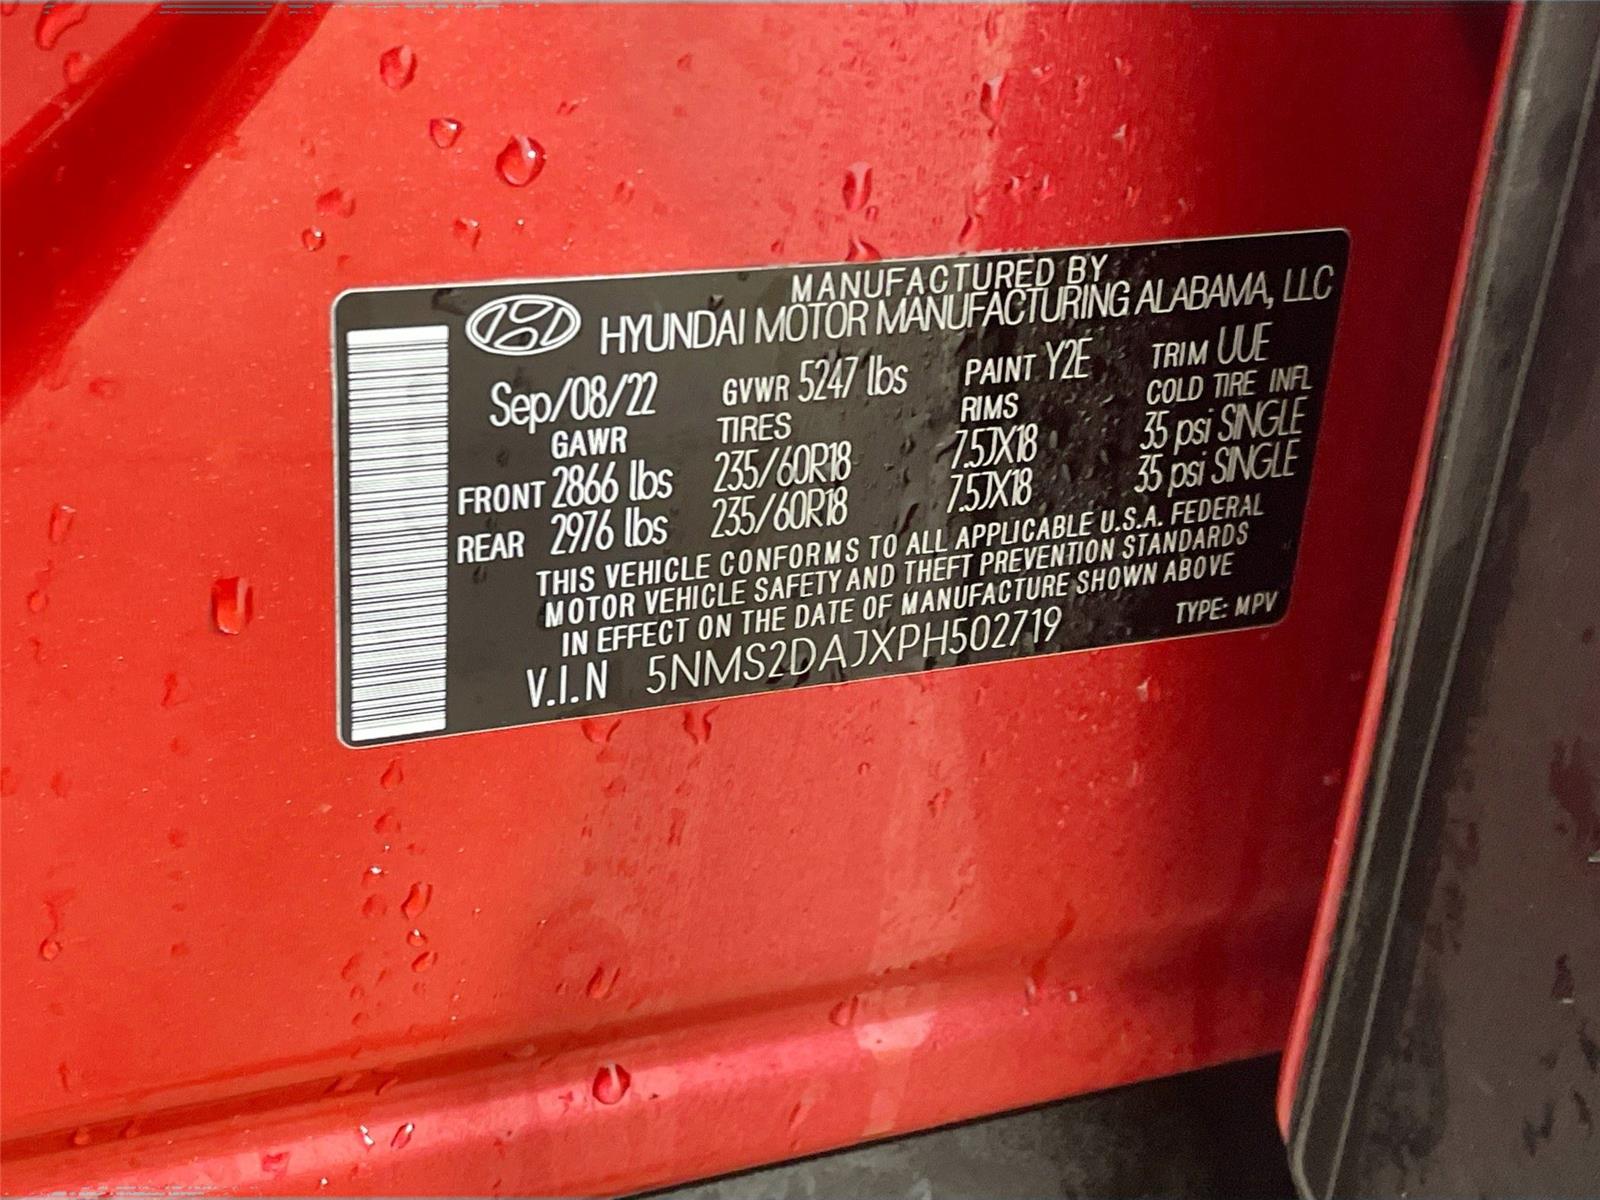 MANUFACTURED BY
HYUNDAI MOTOR MANUFACTURING ALABAMA, LLC
Sep/08/22 GVWR 5247 lbs PAINT Y2E TRIM UUE
GAWR TIRES RIMS COLD TIRE INFL
FRONT 2866 lbs 235/60R18 7.5JX18 35 psi SINGLE
REAR 2976 lbs 235/60R18 7.5JX18 35 psi SINGLE
THIS VEHICLE CONFORMS TO ALL APPLICABLE U.S.A. FEDERAL
MOTOR VEHICLE SAFETY AND THEFT PREVENTION STANDARDS
IN EFFECT ON THE DATE OF MANUFACTURE SHOWN ABOVE
V.I.N 5NMS2DAJXPH502719 TYPE: MPV